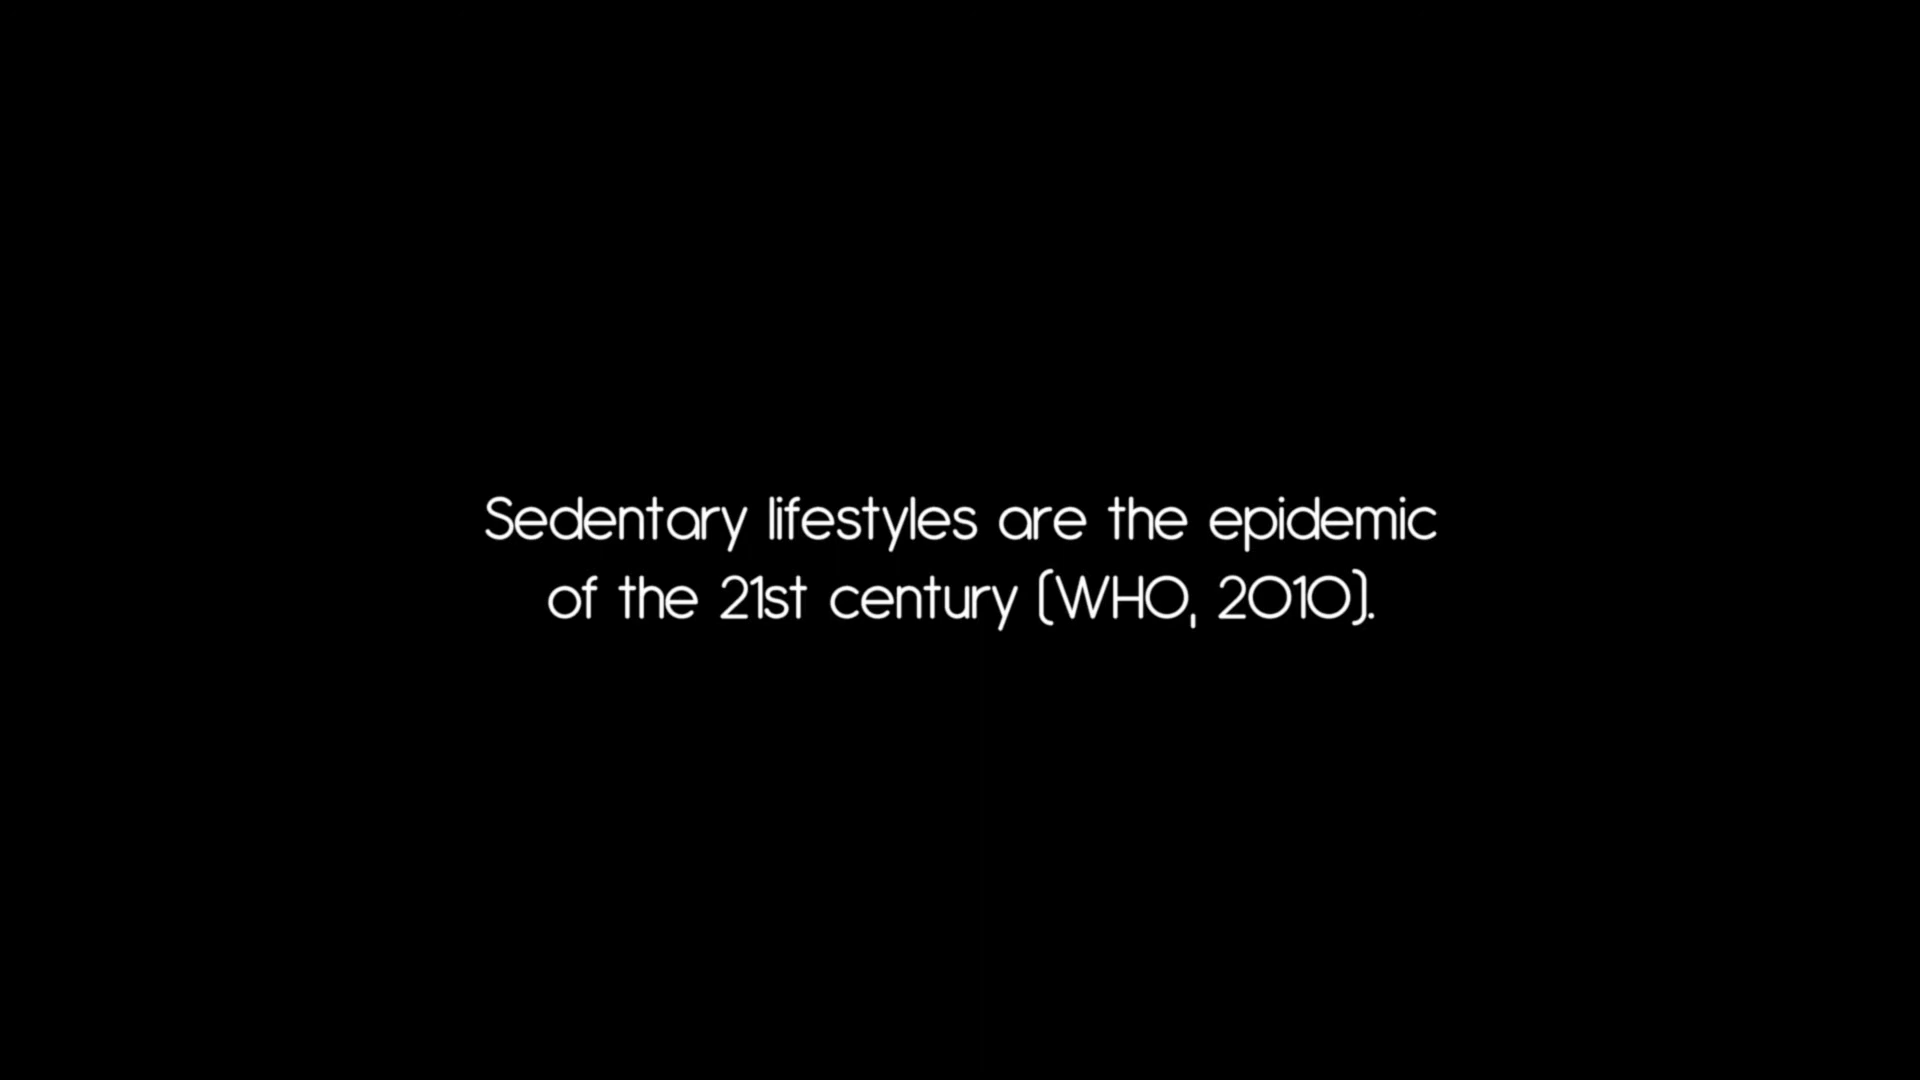 Sedentary lifestyles are the epidemic
of the 21st century (WHO, 2010).